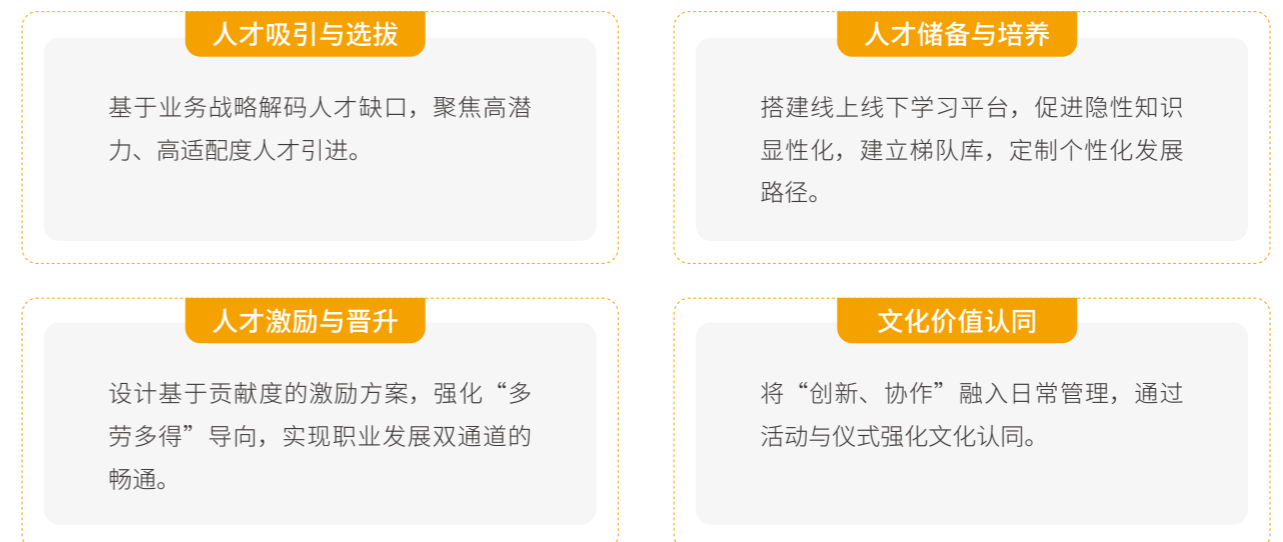 人才吸引与选拔
基于业务战略解码人才缺口，聚焦高潜
力、高适配度人才引进。
人才储备与培养
搭建线上线下学习平台，促进隐性知识
显性化，建立梯队库，定制个性化发展
路径。
人才激励与晋升
设计基于贡献度的激励方案，强化“多
劳多得”导向，实现职业发展双通道的
畅通。
文化价值认同
将“创新、协作”融入日常管理，通过
活动与仪式强化文化认同。